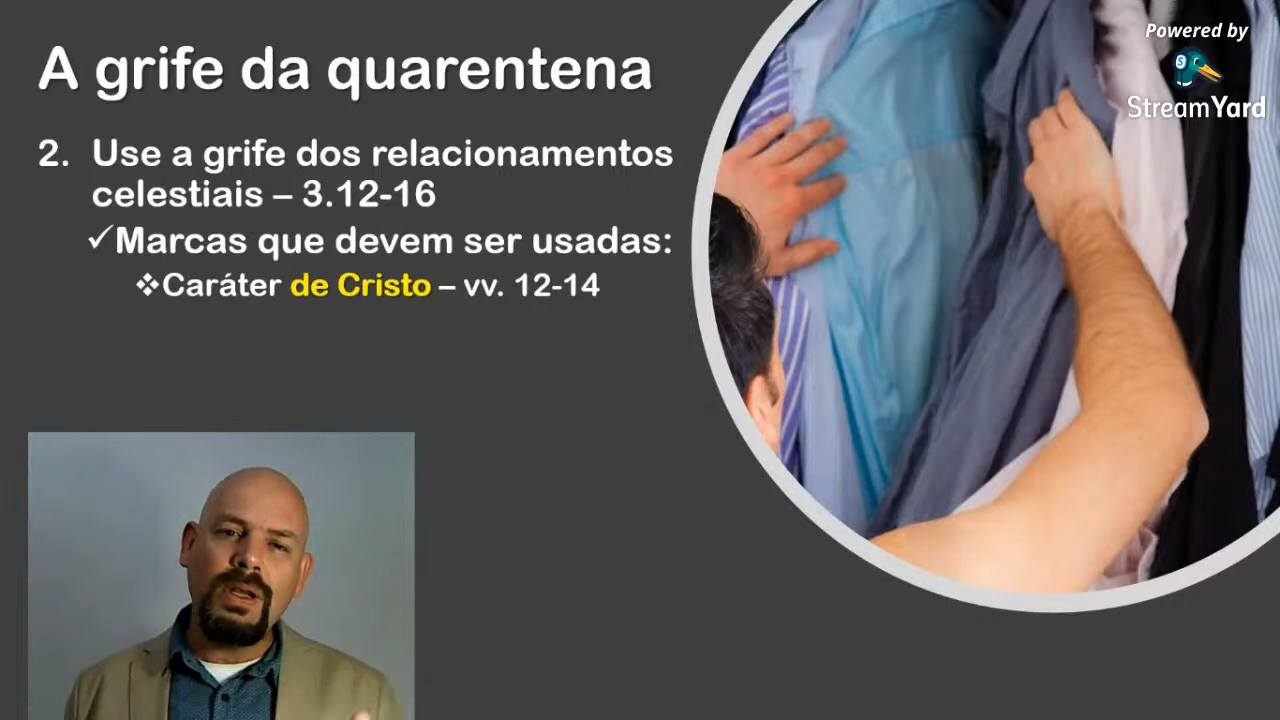 A grife da quarentena
2. Use a grife dos relacionamentos
celestiais – 3.12-16
✓Marcas que devem ser usadas:
❖Caráter de Cristo – vv. 12-14
Powered by
S
StreamYard